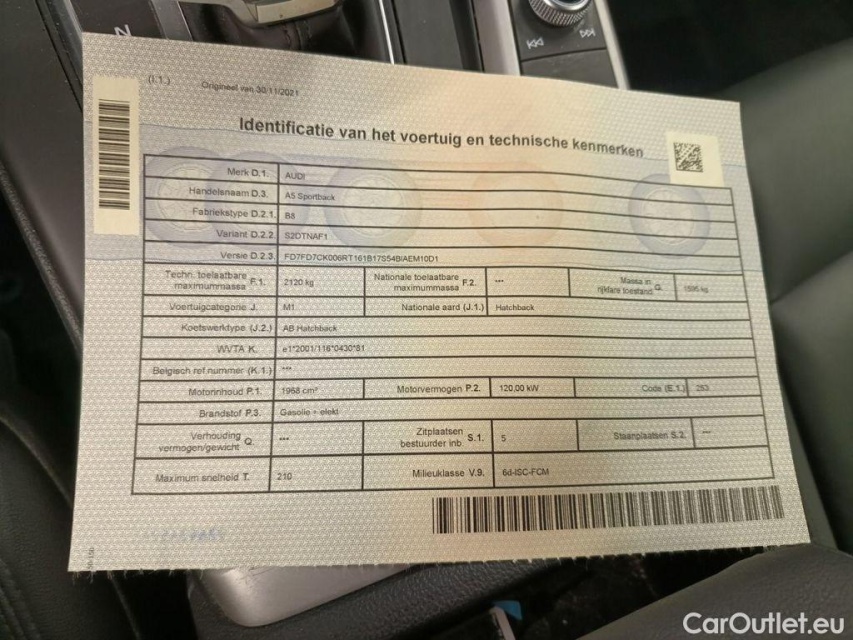 N
(I.1.) Origineel van 30/11/2021
Identificatie van het voertuig en technische kenmerken
Merk D.1. AUDI
Handelsnaam D.3. A5 Sportback
Fabriekstype D.2.1. B8
Variant D.2.2. S2DTNAF1
Versie D.2.3. FD7FD7CK006RT161B17S54BIAEM10D1
Techn. toelaatbare maximummassa F.1. 2120 kg Nationale toelaatbare maximummassa F.2. --- Massa in rijklare toestand G. 1595 kg
Voertuigcategorie J. M1 Nationale aard (J.1.) Hatchback
Koetswerktype (J.2.) AB Hatchback
WVTA K. e1*2001/116*0430*81
Belgisch ref.nummer (K.1.) ---
Motorinhoud P.1. 1968 cm³ Motorvermogen P.2. 120,00 kW Code (E.1.) 253
Brandstof P.3. Gasolie + elekt
Verhouding vermogen/gewicht Q. --- Zitplaatsen bestuurder inb S.1. 5 Staanplaatsen S.2. ---
Maximum snelheid T. 210 Milieuklasse V.9. 6d-ISC-FCM
CarOutlet.eu